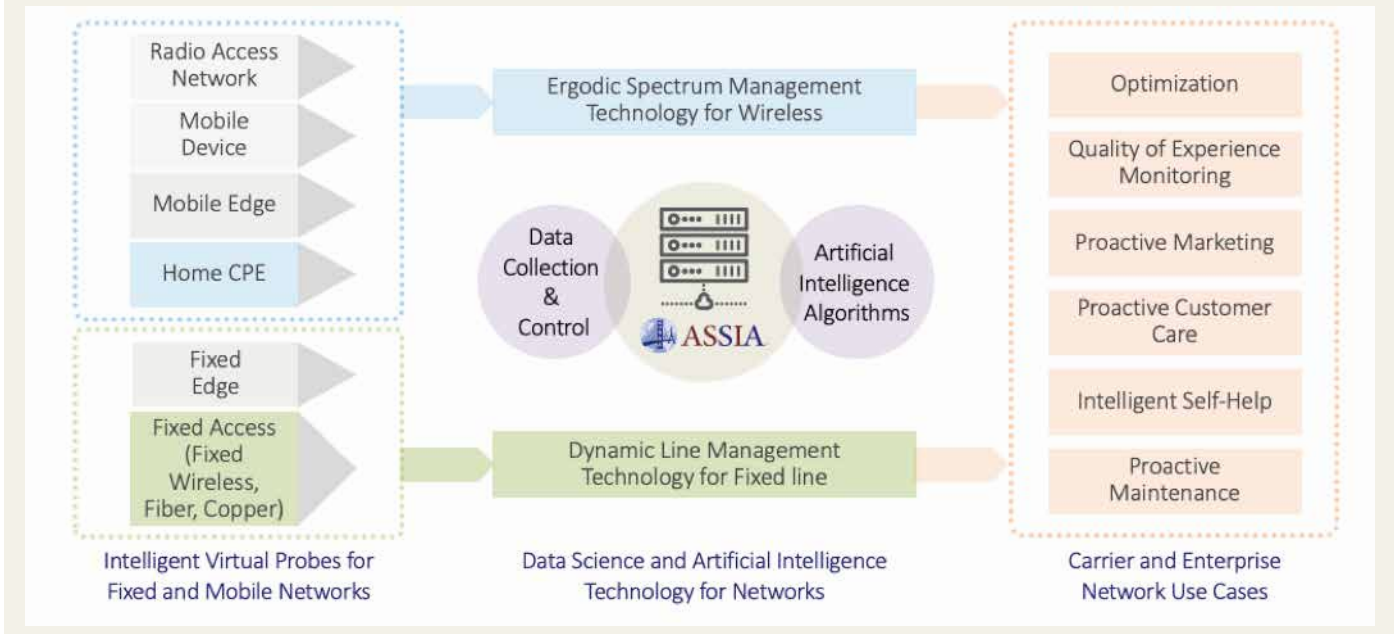 Radio Access
Network
Mobile
Device
Mobile Edge
Home CPE
Fixed
Edge
Fixed Access
(Fixed
Wireless,
Fiber, Copper)
Intelligent Virtual Probes for
Fixed and Mobile Networks
Ergodic Spectrum Management
Technology for Wireless
Data
Collection
&
Control
ASSIA
Artificial
Intelligence
Algorithms
Dynamic Line Management
Technology for Fixed line
Data Science and Artificial Intelligence
Technology for Networks
Optimization
Quality of Experience
Monitoring
Proactive Marketing
Proactive Customer
Care
Intelligent Self-Help
Proactive
Maintenance
Carrier and Enterprise
Network Use Cases